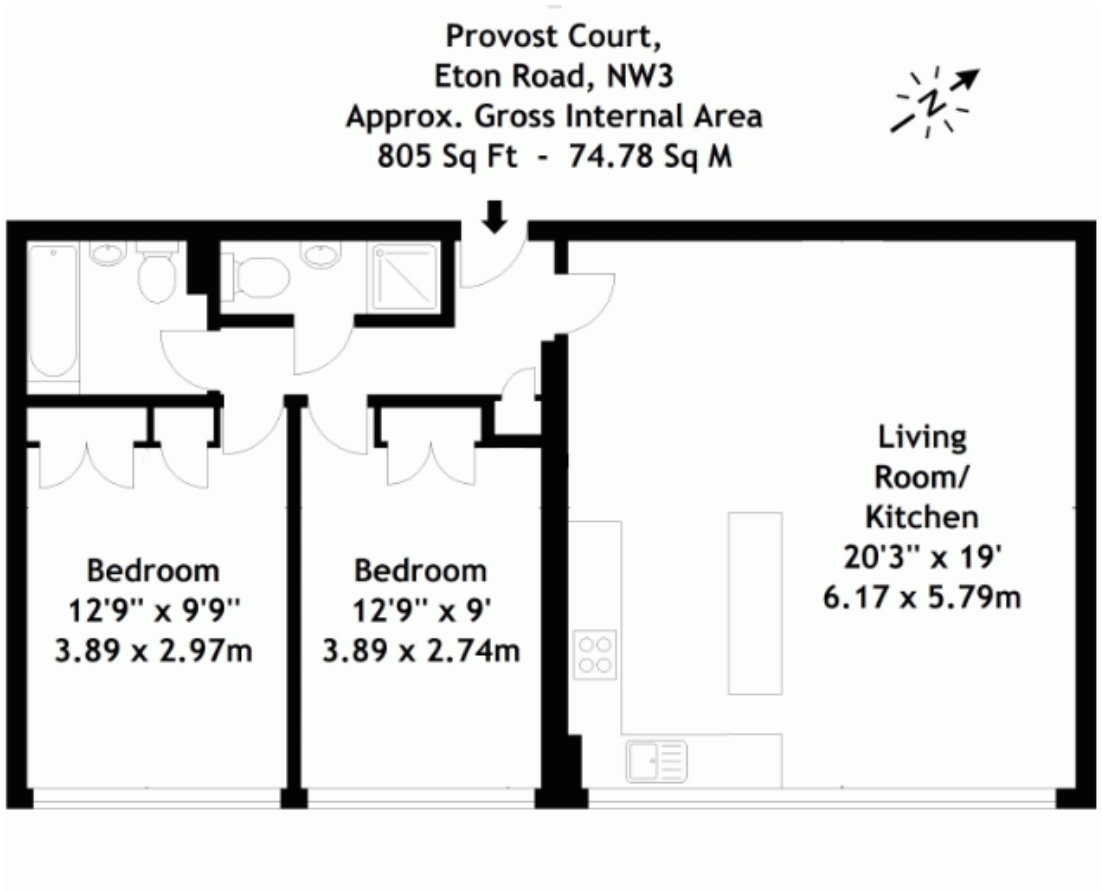 Provost Court,
Eton Road, NW3
Approx. Gross Internal Area
805 Sq Ft - 74.78 Sq M
N
Living
Room/
Kitchen
20'3" x 19'
6.17 x 5.79m
Bedroom
12'9" x 9'9"
3.89 x 2.97m
Bedroom
12'9" x 9'
3.89 x 2.74m